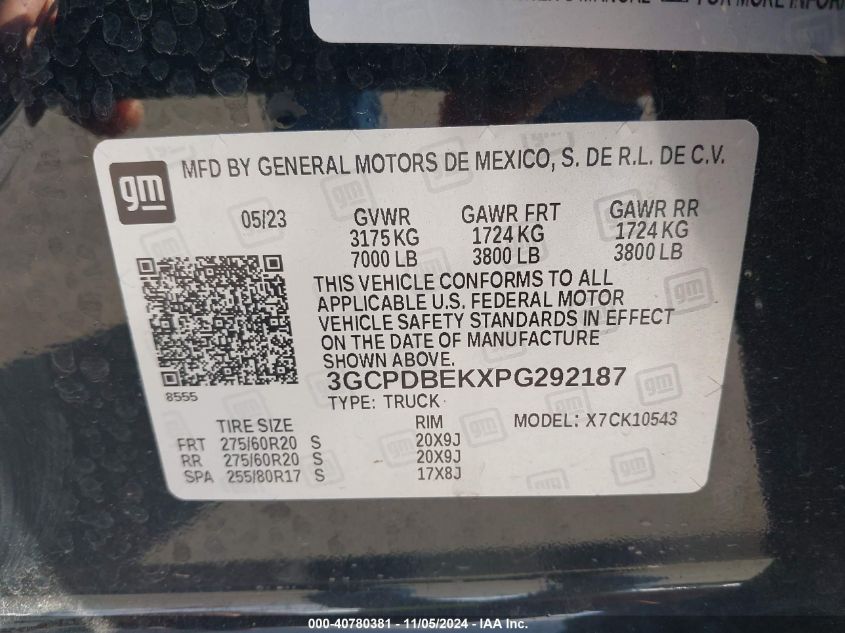 MANUAL FOR MORE INFOR
MFD BY GENERAL MOTORS DE MEXICO, S. DE R.L. DE C.V.
gm
05/23 GVWR GAWR FRT GAWR RR
3175 KG 1724 KG 1724 KG
7000 LB 3800 LB 3800 LB
THIS VEHICLE CONFORMS TO ALL
APPLICABLE U.S. FEDERAL MOTOR
VEHICLE SAFETY STANDARDS IN EFFECT
ON THE DATE OF MANUFACTURE
SHOWN ABOVE.
8555
3GCPDBEKXPG292187
TYPE: TRUCK
TIRE SIZE RIM MODEL: X7CK10543
FRT 275/60R20 S 20X9J
RR 275/60R20 S 20X9J
SPA 255/80R17 S 17X8J
000-40780381 - 11/05/2024 - IAA Inc.